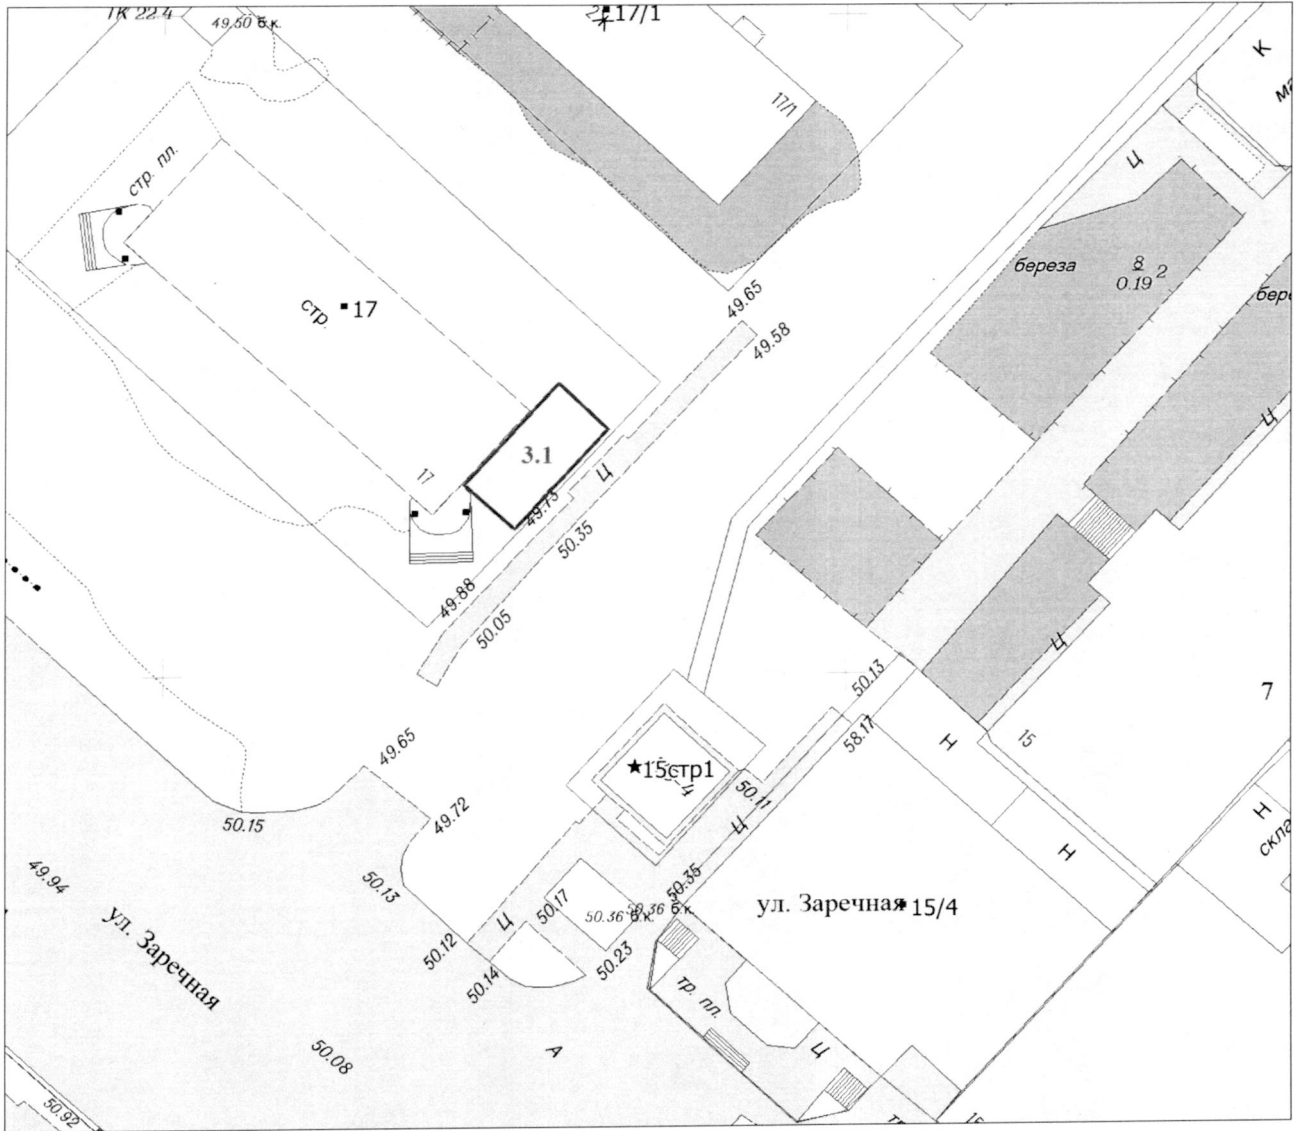 ТК 22.4
49.50 б.к.
17/1
К
17/1
стр. пл.
Ц
береза
8
0.19 2
49.65
49.58
стр.
17
3.1
Ц
Ц
17
49.73
50.35
49.88
50.05
Ц
50.13
7
58.17
Н
15
49.65
15стр1
50.11
49.72
Ц
50.15
Н
Н
49.94
50.13
50.35
ул. Заречная
15/4
50.17
50.36 б.к.
50.36 б.к.
Ц
50.12
50.23
50.14
тр. пл.
ул. Заречная
А
Ц
50.08
50.92